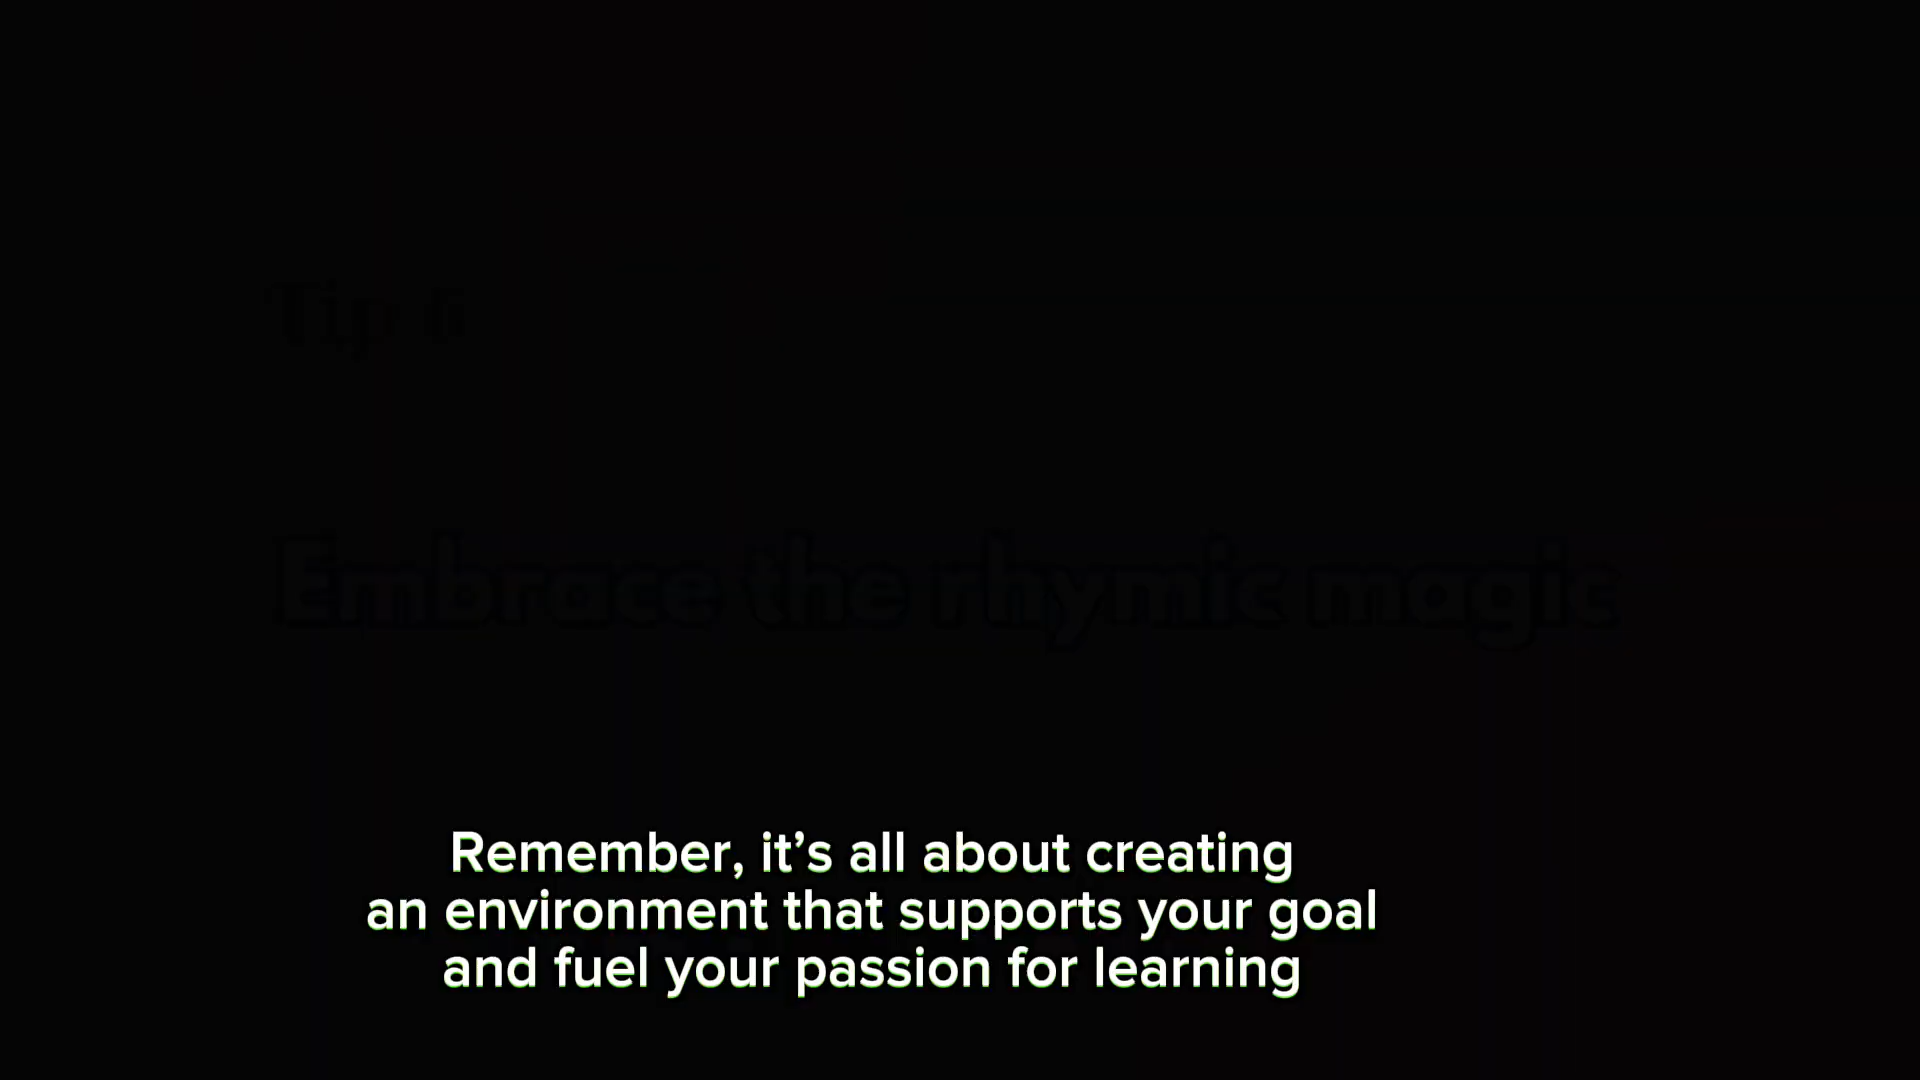 Tip 6
Embrace the rhymic magic
Remember, it’s all about creating
an environment that supports your goal
and fuel your passion for learning